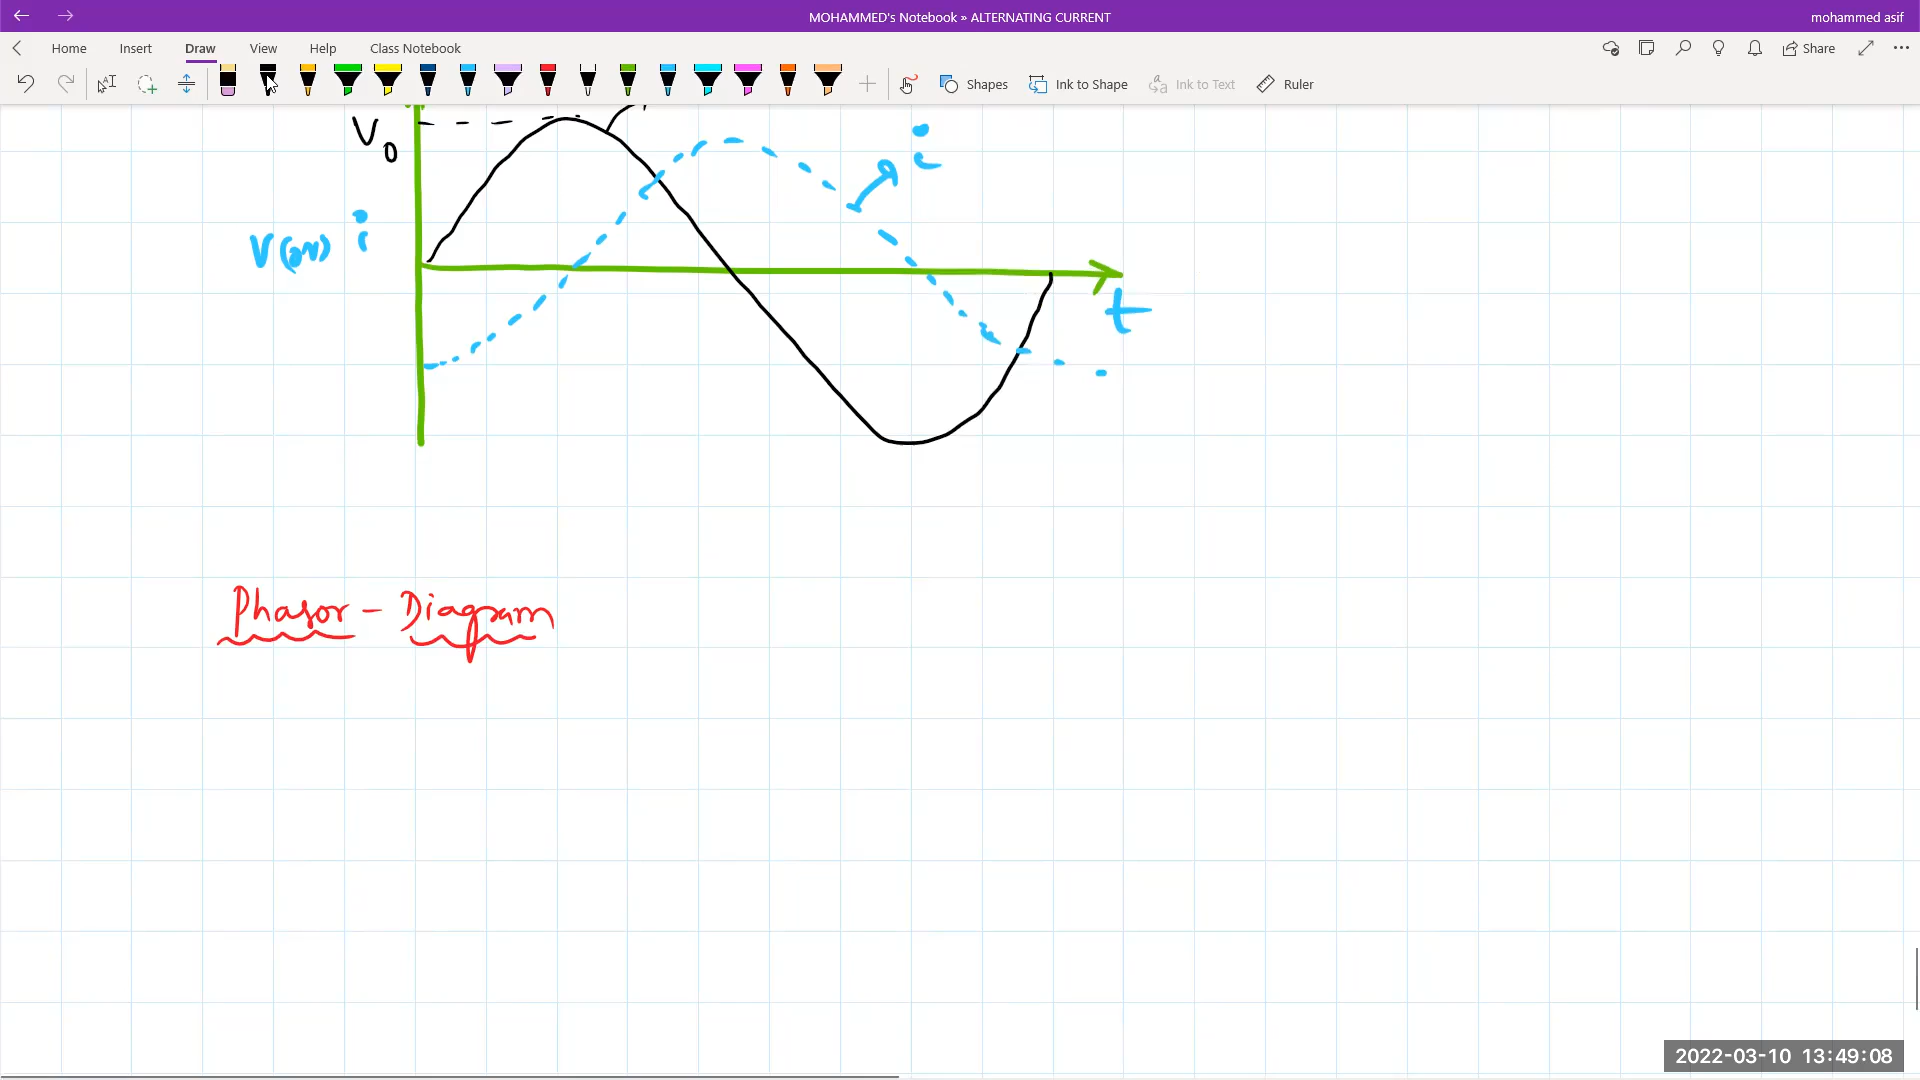 MOHAMMED's Notebook » ALTERNATING CURRENT
mohammed asif
Home Insert Draw View Help Class Notebook
Share
Shapes Ink to Shape Ink to Text Ruler
V0
i
V (or) i
t
Phasor - Diagram
2022-03-10 13:49:08